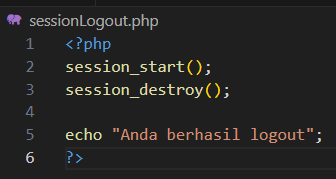 sessionLogout.php
1 <?php
2 session_start();
3 session_destroy();
4
5 echo "Anda berhasil logout";
6 ?>